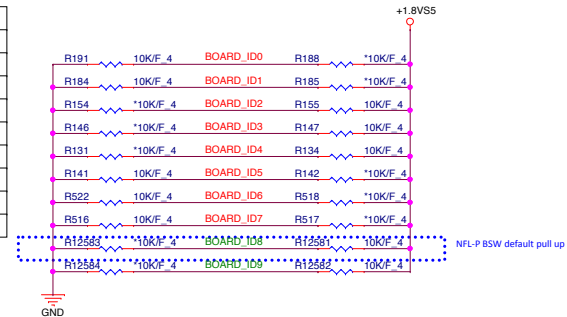 +1.8VS5
R191 10K/F_4 BOARD_ID0 R188 *10K/F_4
R184 10K/F_4 BOARD_ID1 R185 *10K/F_4
R154 *10K/F_4 BOARD_ID2 R155 10K/F_4
R146 *10K/F_4 BOARD_ID3 R147 10K/F_4
R131 *10K/F_4 BOARD_ID4 R134 10K/F_4
R141 10K/F_4 BOARD_ID5 R142 *10K/F_4
R522 10K/F_4 BOARD_ID6 R518 *10K/F_4
R516 10K/F_4 BOARD_ID7 R517 *10K/F_4
R12583 *10K/F_4 BOARD_ID8 R12581 10K/F_4 NFL-P BSW default pull up
R12584 *10K/F_4 BOARD_ID9 R12582 10K/F_4
GND